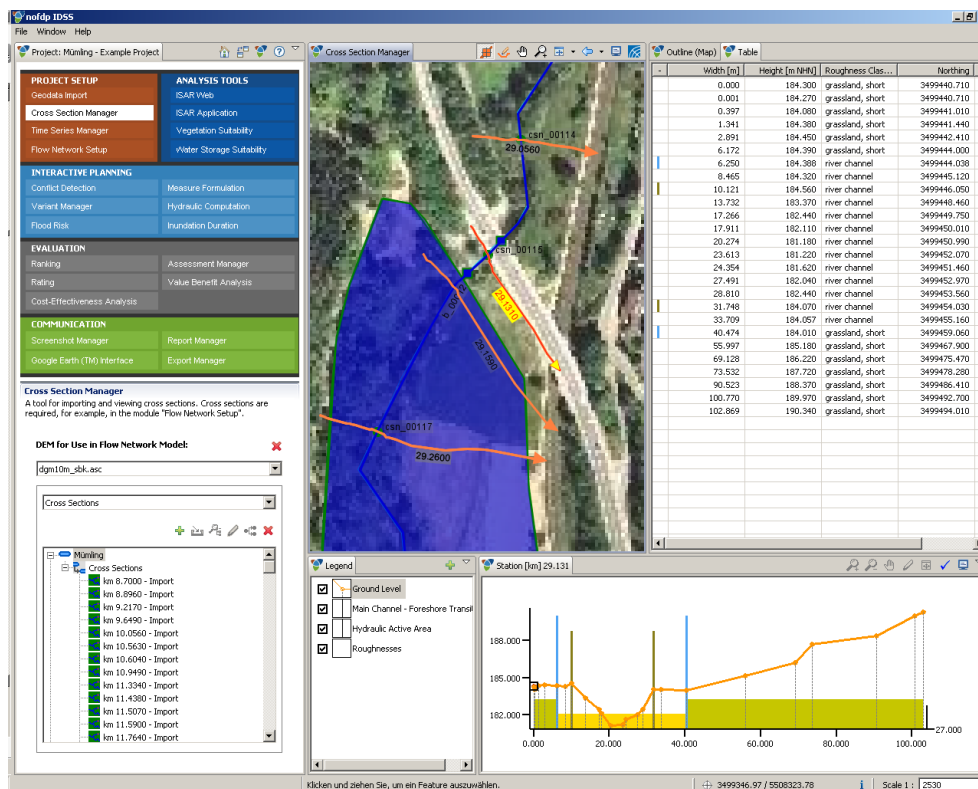 nofdp IDSS
File Window Help
Project: Mümling - Example Project
PROJECT SETUP
Geodata Import
Cross Section Manager
Time Series Manager
Flow Network Setup
ANALYSIS TOOLS
ISAR Web
ISAR Application
Vegetation Suitability
Water Storage Suitability
INTERACTIVE PLANNING
Conflict Detection Measure Formulation
Variant Manager Hydraulic Computation
Flood Risk Inundation Duration
EVALUATION
Ranking Assessment Manager
Rating Value Benefit Analysis
Cost-Effectiveness Analysis
COMMUNICATION
Screenshot Manager Report Manager
Google Earth (TM) Interface Export Manager
Cross Section Manager
A tool for importing and viewing cross sections. Cross sections are
required, for example, in the module "Flow Network Setup".
DEM for Use in Flow Network Model:
dgm10m_sbk.asc
Cross Sections
Mümling
Cross Sections
km 8.7000 - Import
km 8.8960 - Import
km 9.2170 - Import
km 9.6490 - Import
km 10.0560 - Import
km 10.5630 - Import
km 10.6040 - Import
km 10.9490 - Import
km 11.3340 - Import
km 11.4380 - Import
km 11.5070 - Import
km 11.5900 - Import
km 11.7640 - Import
Cross Section Manager
csn_00114
29.0560
csn_00115
29.1310
29.1590
csn_00117
29.2600
Outline (Map) Table
- Width [m] Height [m NHN] Roughness Clas... Northing
0.000 184.300 grassland, short 3499440.710
0.001 184.270 grassland, short 3499440.710
0.397 184.080 grassland, short 3499441.010
1.341 184.380 grassland, short 3499441.440
2.891 184.450 grassland, short 3499442.410
6.172 184.390 grassland, short 3499444.000
6.250 184.388 river channel 3499444.038
8.465 184.320 river channel 3499445.120
10.121 184.560 river channel 3499446.050
13.732 183.370 river channel 3499448.460
17.266 182.440 river channel 3499449.750
17.911 182.110 river channel 3499450.010
20.274 181.180 river channel 3499450.990
23.613 181.220 river channel 3499452.070
24.354 181.620 river channel 3499451.460
27.491 182.040 river channel 3499452.970
28.810 182.440 river channel 3499453.560
31.748 184.070 river channel 3499454.030
33.709 184.057 river channel 3499455.160
40.474 184.010 grassland, short 3499459.060
55.997 185.180 grassland, short 3499467.900
69.128 186.220 grassland, short 3499475.470
73.532 187.720 grassland, short 3499478.280
90.523 188.370 grassland, short 3499486.410
100.770 189.970 grassland, short 3499492.700
102.869 190.340 grassland, short 3499494.010
Legend
Ground Level
Main Channel - Foreshore Transit
Hydraulic Active Area
Roughnesses
Station [km] 29.131
188.000
185.000
182.000
27.000
0.000 20.000 40.000 60.000 80.000 100.000
Klicken und ziehen Sie, um ein Feature auszuwählen.
3499346.97 / 5508323.78
Scale 1 : 2530